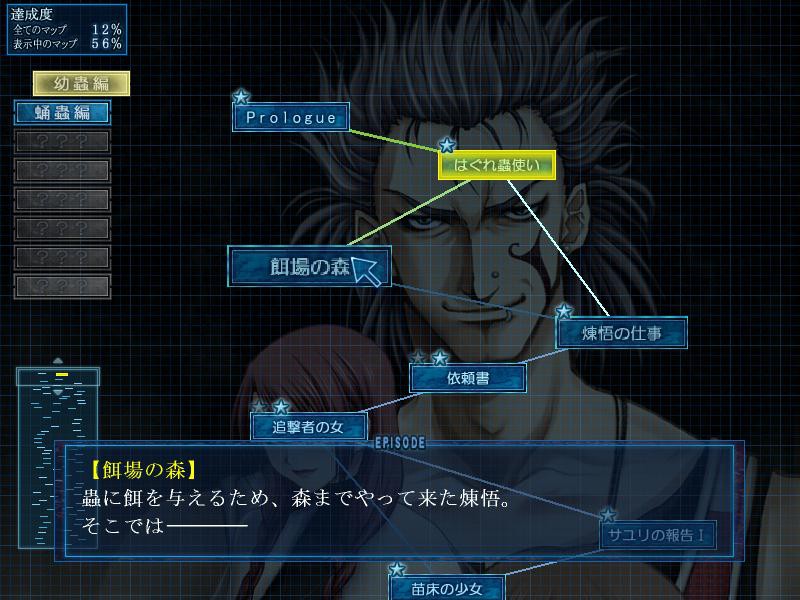 達成度
全てのマップ 12%
表示中のマップ 56%
幼蟲編
蛹蟲編
???
???
???
???
???
???
Prologue
はぐれ蟲使い
餌場の森
煉悟の仕事
依頼書
追撃者の女
EPISODE
【餌場の森】
蟲に餌を与えるため、森までやって来た煉悟。
そこでは────
サユリの報告Ⅰ
苗床の少女